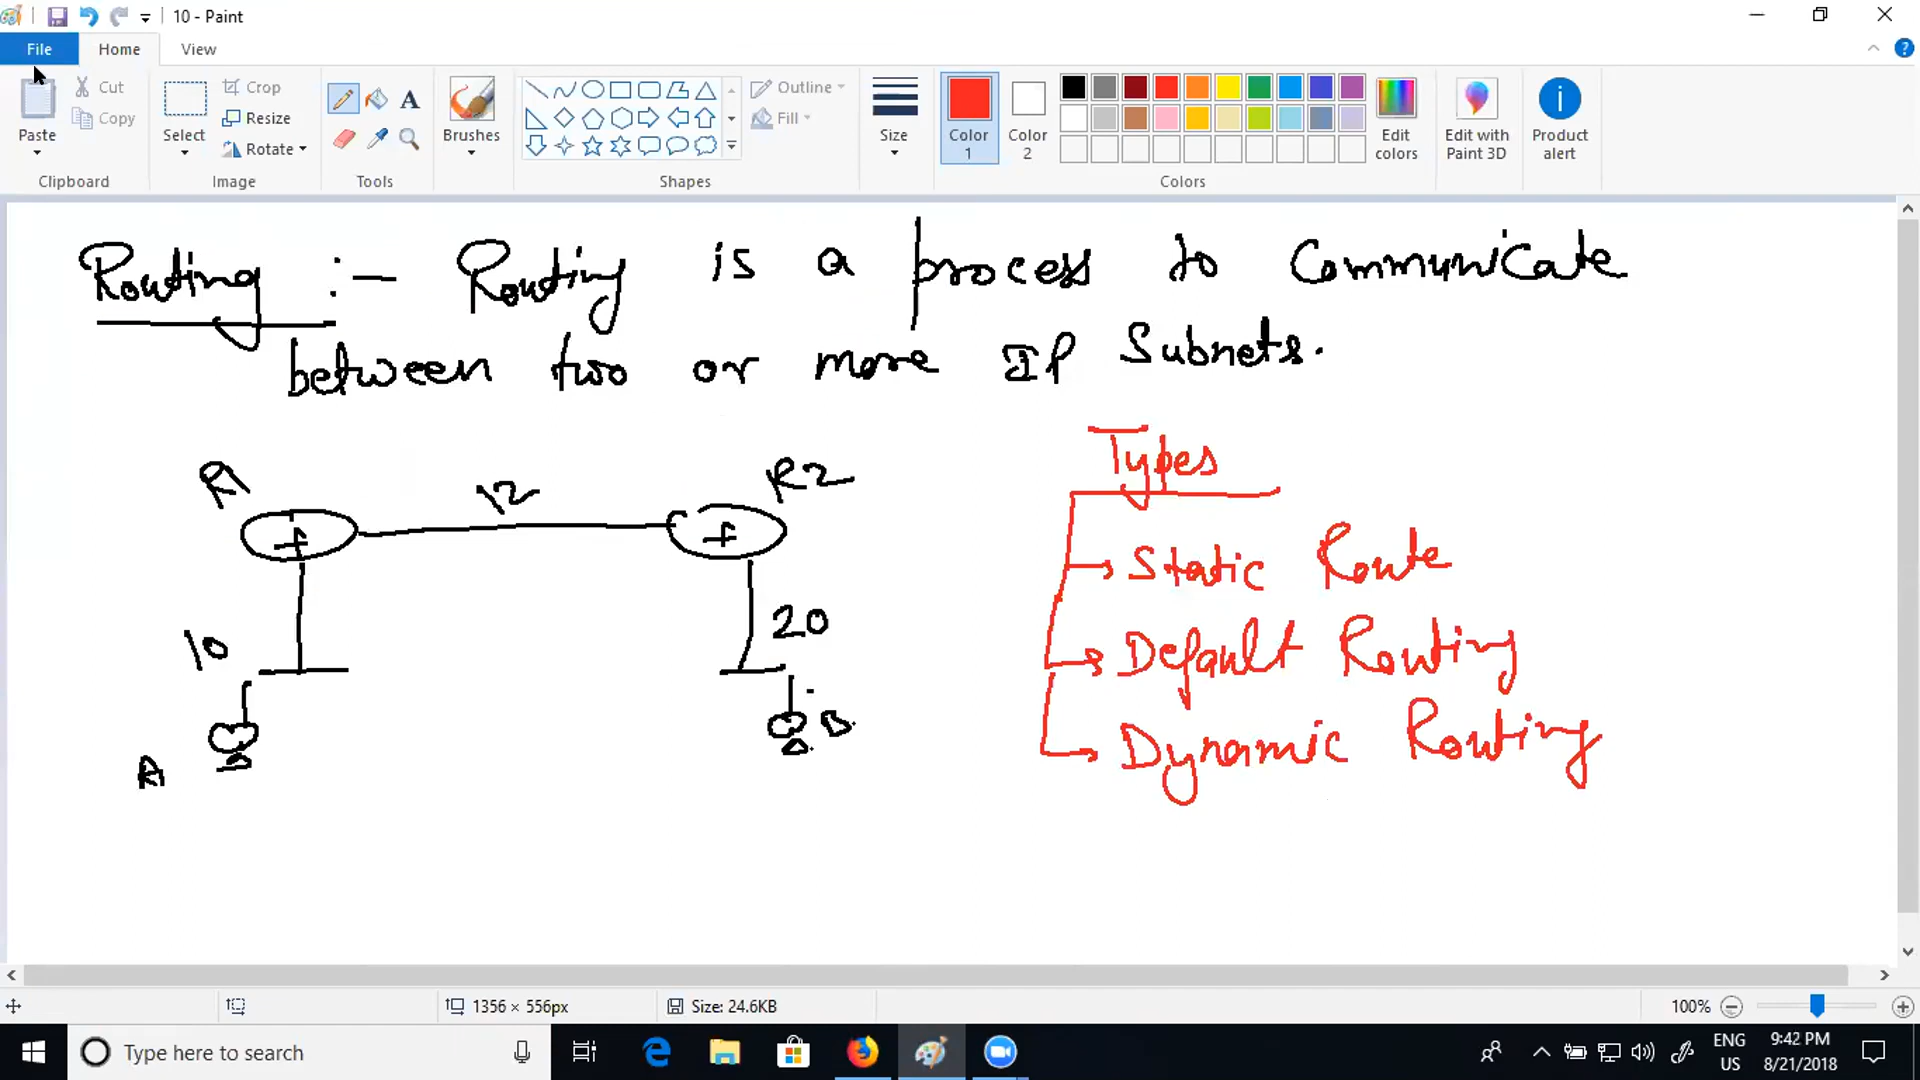 10 - Paint
File Home View
Paste Cut Copy Select Crop Resize Rotate A Brushes Outline Fill Size Color 1 Color 2 Edit colors Edit with Paint 3D Product alert
Clipboard Image Tools Shapes Colors
Routing :- Routing is a process to Communicate
between two or more IP Subnets.
R1 12 R2
10 20
A B
Types
Static Route
Default Routing
Dynamic Routing
1356 × 556px Size: 24.6KB 100%
Type here to search
ENG US
9:42 PM
8/21/2018